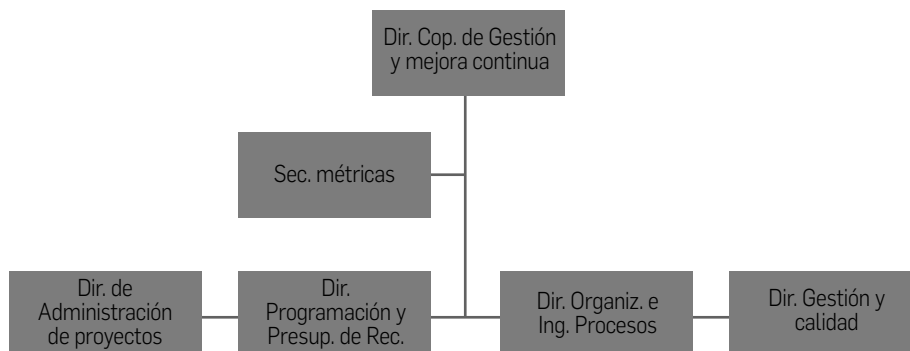 Dir. Cop. de Gestión
y mejora continua
Sec. métricas
Dir. de
Administración
de proyectos
Dir.
Programación y
Presup. de Rec.
Dir. Organiz. e
Ing. Procesos
Dir. Gestión y
calidad